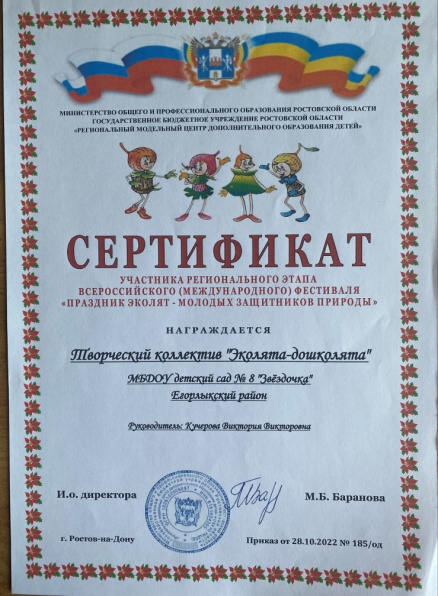 МИНИСТЕРСТВО ОБЩЕГО И ПРОФЕССИОНАЛЬНОГО ОБРАЗОВАНИЯ РОСТОВСКОЙ ОБЛАСТИ
ГОСУДАРСТВЕННОЕ БЮДЖЕТНОЕ УЧРЕЖДЕНИЕ РОСТОВСКОЙ ОБЛАСТИ
«РЕГИОНАЛЬНЫЙ МОДЕЛЬНЫЙ ЦЕНТР ДОПОЛНИТЕЛЬНОГО ОБРАЗОВАНИЯ ДЕТЕЙ»
СЕРТИФИКАТ
УЧАСТНИКА РЕГИОНАЛЬНОГО ЭТАПА
ВСЕРОССИЙСКОГО (МЕЖДУНАРОДНОГО) ФЕСТИВАЛЯ
«ПРАЗДНИК ЭКОЛЯТ - МОЛОДЫХ ЗАЩИТНИКОВ ПРИРОДЫ»
НАГРАЖДАЕТСЯ
Творческий коллектив "Эколята-дошколята"
МБДОУ детский сад № 8 "Звёздочка"
Егорлыкский район
Руководитель: Кучерова Виктория Викторовна
И.о. директора М.Б. Баранова
г. Ростов-на-Дону Приказ от 28.10.2022 № 185/од